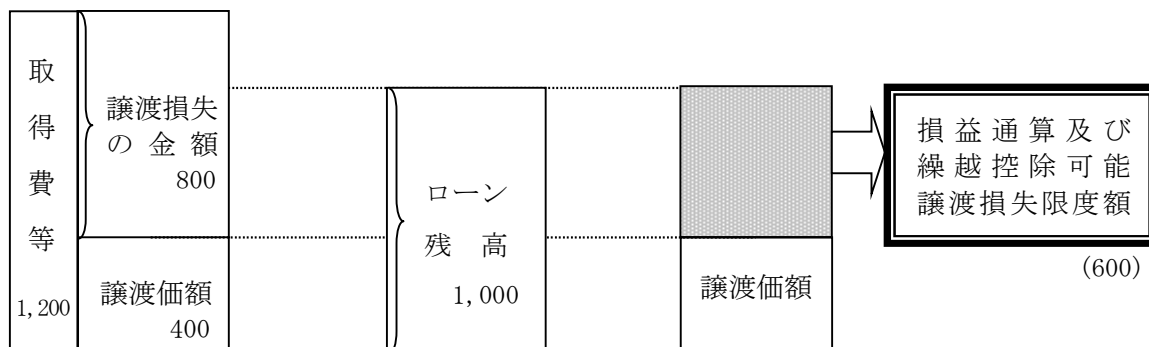 取得費等
1,200
譲渡損失
の金額
800
譲渡価額
400
ローン
残高
1,000
譲渡価額
損益通算及び
繰越控除可能
譲渡損失限度額
(600)